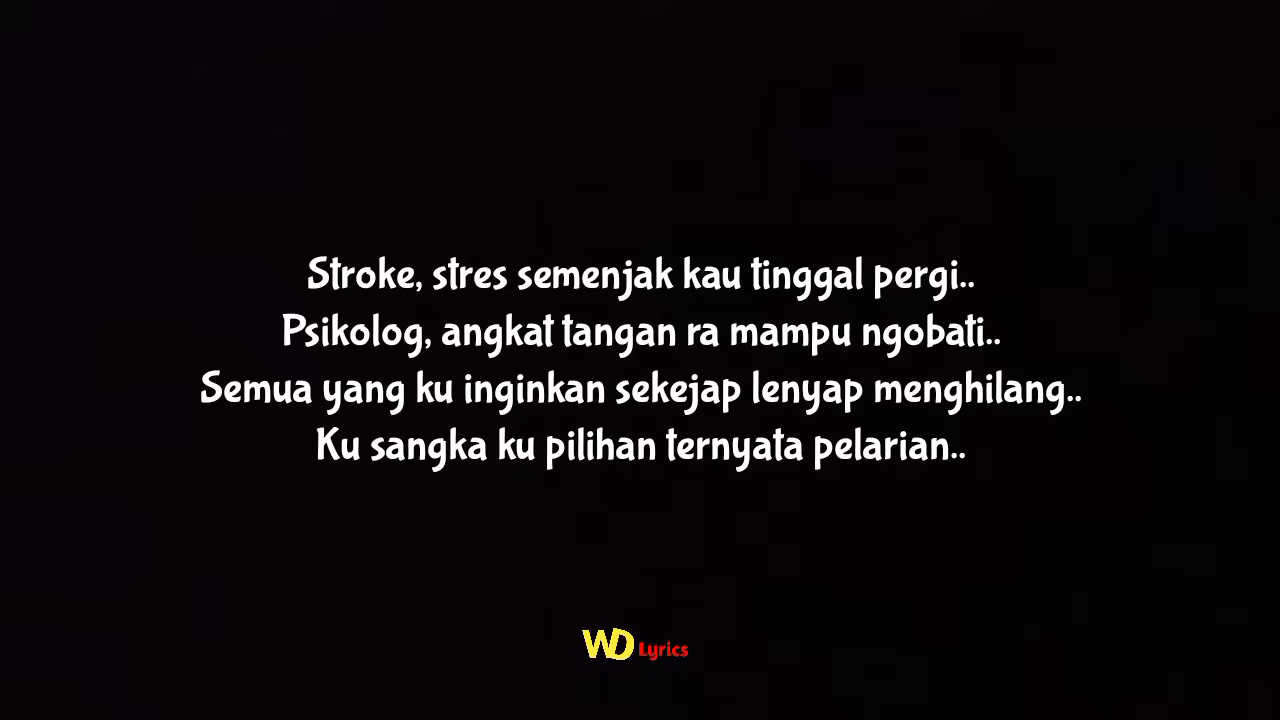 Stroke, stres semenjak kau tinggal pergi..
Psikolog, angkat tangan ra mampu ngobati..
Semua yang ku inginkan sekejap lenyap menghilang..
Ku sangka ku pilihan ternyata pelarian..
WD Lyrics